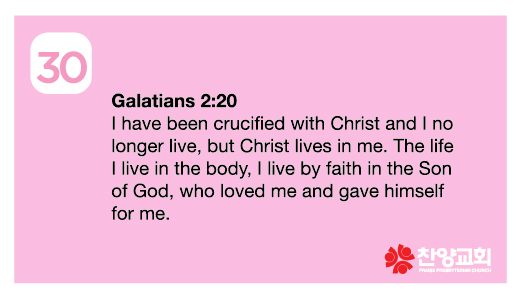 30
Galatians 2:20
I have been crucified with Christ and I no
longer live, but Christ lives in me. The life
I live in the body, I live by faith in the Son
of God, who loved me and gave himself
for me.
찬양교회
PRAISE PRESBYTERIAN CHURCH